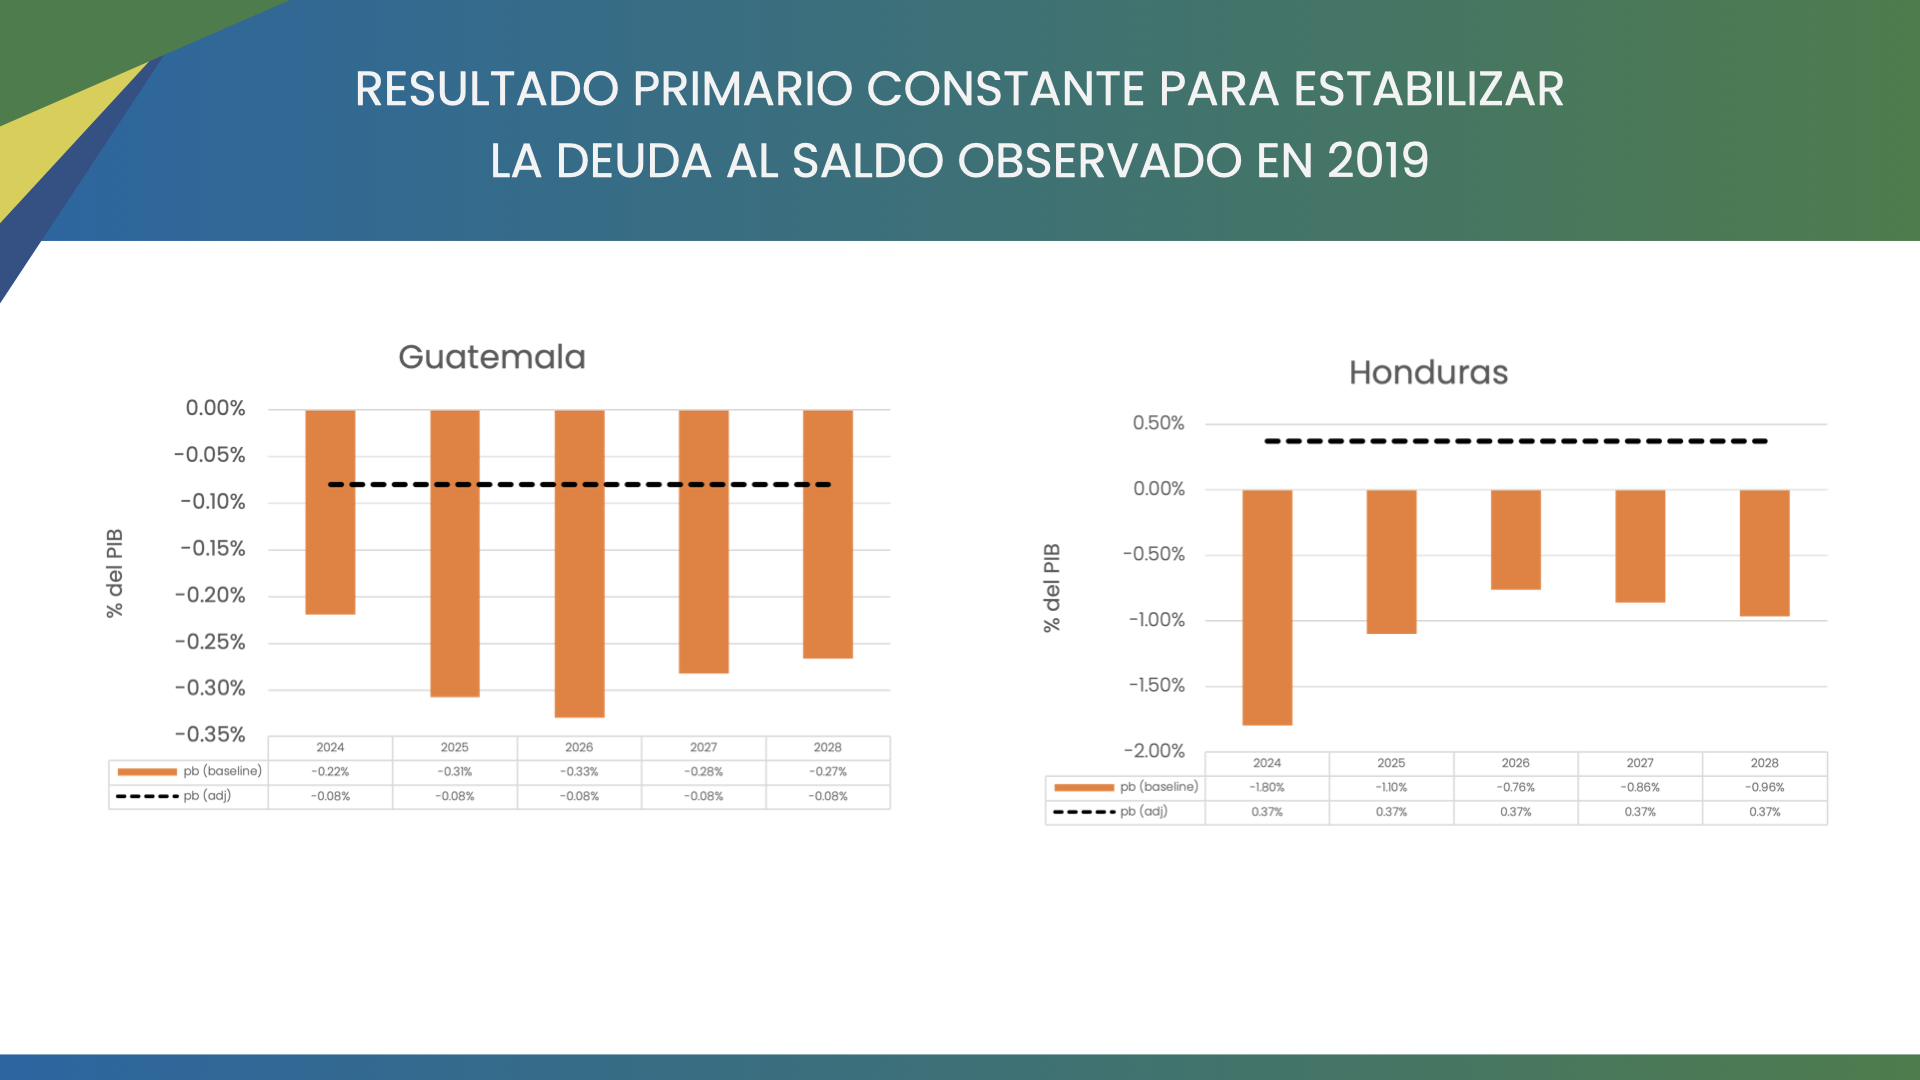 RESULTADO PRIMARIO CONSTANTE PARA ESTABILIZAR
LA DEUDA AL SALDO OBSERVADO EN 2019
Guatemala
0.00%
-0.05%
-0.10%
-0.15%
-0.20%
-0.25%
-0.30%
-0.35%
% del PIB
2024 2025 2026 2027 2028
pb (baseline) -0.22% -0.31% -0.33% -0.28% -0.27%
pb (adj) -0.08% -0.08% -0.08% -0.08% -0.08%
Honduras
0.50%
0.00%
-0.50%
-1.00%
-1.50%
-2.00%
% del PIB
2024 2025 2026 2027 2028
pb (baseline) -1.80% -1.10% -0.76% -0.86% -0.96%
pb (adj) 0.37% 0.37% 0.37% 0.37% 0.37%